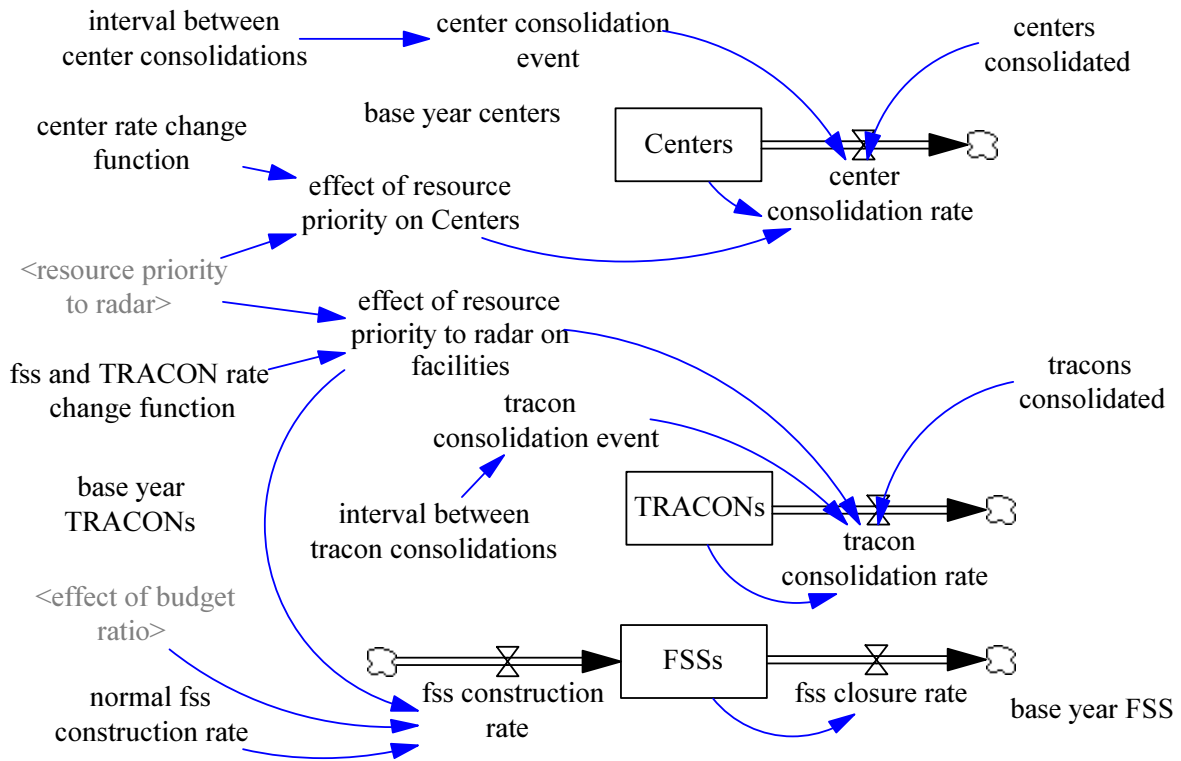 interval between
center consolidations
center consolidation
event
centers
consolidated
center rate change
function
base year centers
Centers
center
consolidation rate
effect of resource
priority on Centers
<resource priority
to radar>
effect of resource
priority to radar on
facilities
fss and TRACON rate
change function
tracons
consolidated
tracon
consolidation event
base year
TRACONs
interval between
tracon consolidations
TRACONs
tracon
consolidation rate
<effect of budget
ratio>
FSSs
fss construction
rate
fss closure rate
normal fss
construction rate
base year FSS